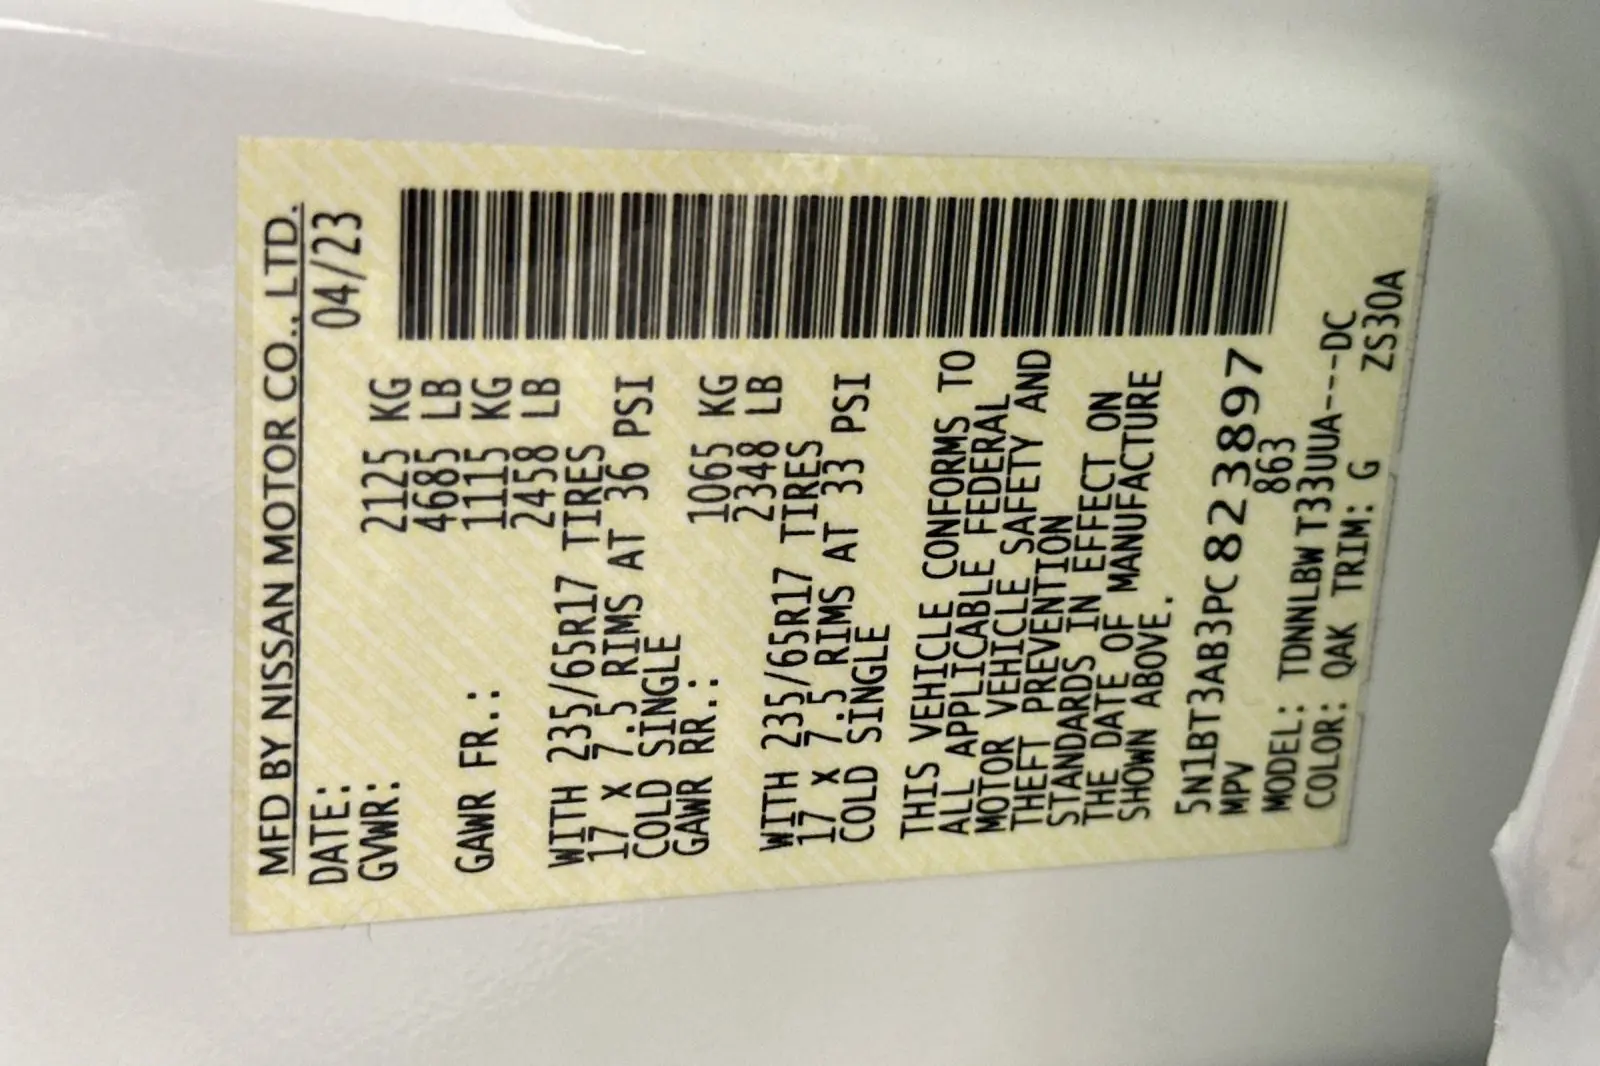 MFD BY NISSAN MOTOR CO., LTD.
DATE: 04/23
GVWR: 2125 KG
4685 LB
GAWR FR.: 1115 KG
2458 LB
WITH 235/65R17 TIRES
17 X 7.5 RIMS AT 36 PSI
COLD SINGLE
GAWR RR.: 1065 KG
2348 LB
WITH 235/65R17 TIRES
17 X 7.5 RIMS AT 33 PSI
COLD SINGLE
THIS VEHICLE CONFORMS TO
ALL APPLICABLE FEDERAL
MOTOR VEHICLE SAFETY AND
THEFT PREVENTION
STANDARDS IN EFFECT ON
THE DATE OF MANUFACTURE
SHOWN ABOVE.
5N1BT3AB3PC823897
MPV 863
MODEL: TDNNLBW T33UUA---DC
COLOR: QAK TRIM: G ZS30A